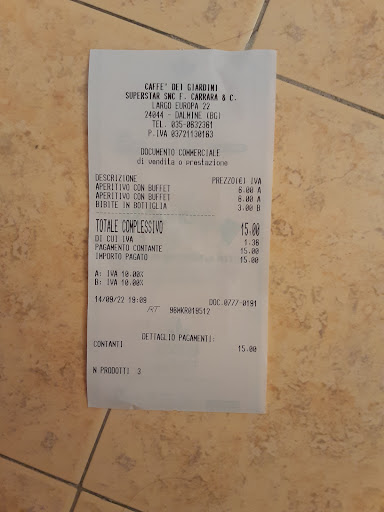 CAFFE' DEI GIARDINI
SUPERSTAR SNC F. CARRARA & C.
LARGO EUROPA 22
24044 - DALMINE (BG)
TEL. 035-0632361
P.IVA 03721130163
DOCUMENTO COMMERCIALE
di vendita o prestazione
DESCRIZIONE PREZZO(€) IVA
APERITIVO CON BUFFET 6.00 A
APERITIVO CON BUFFET 6.00 A
BIBITE IN BOTTIGLIA 3.00 B
TOTALE COMPLESSIVO 15.00
DI CUI IVA 1.36
PAGAMENTO CONTANTE 15.00
IMPORTO PAGATO 15.00
A: IVA 10.00%
B: IVA 10.00%
14/09/22 19:09 DOC.0777-0191
RT 96MKR019512
DETTAGLIO PAGAMENTI:
CONTANTI 15.00
N PRODOTTI 3